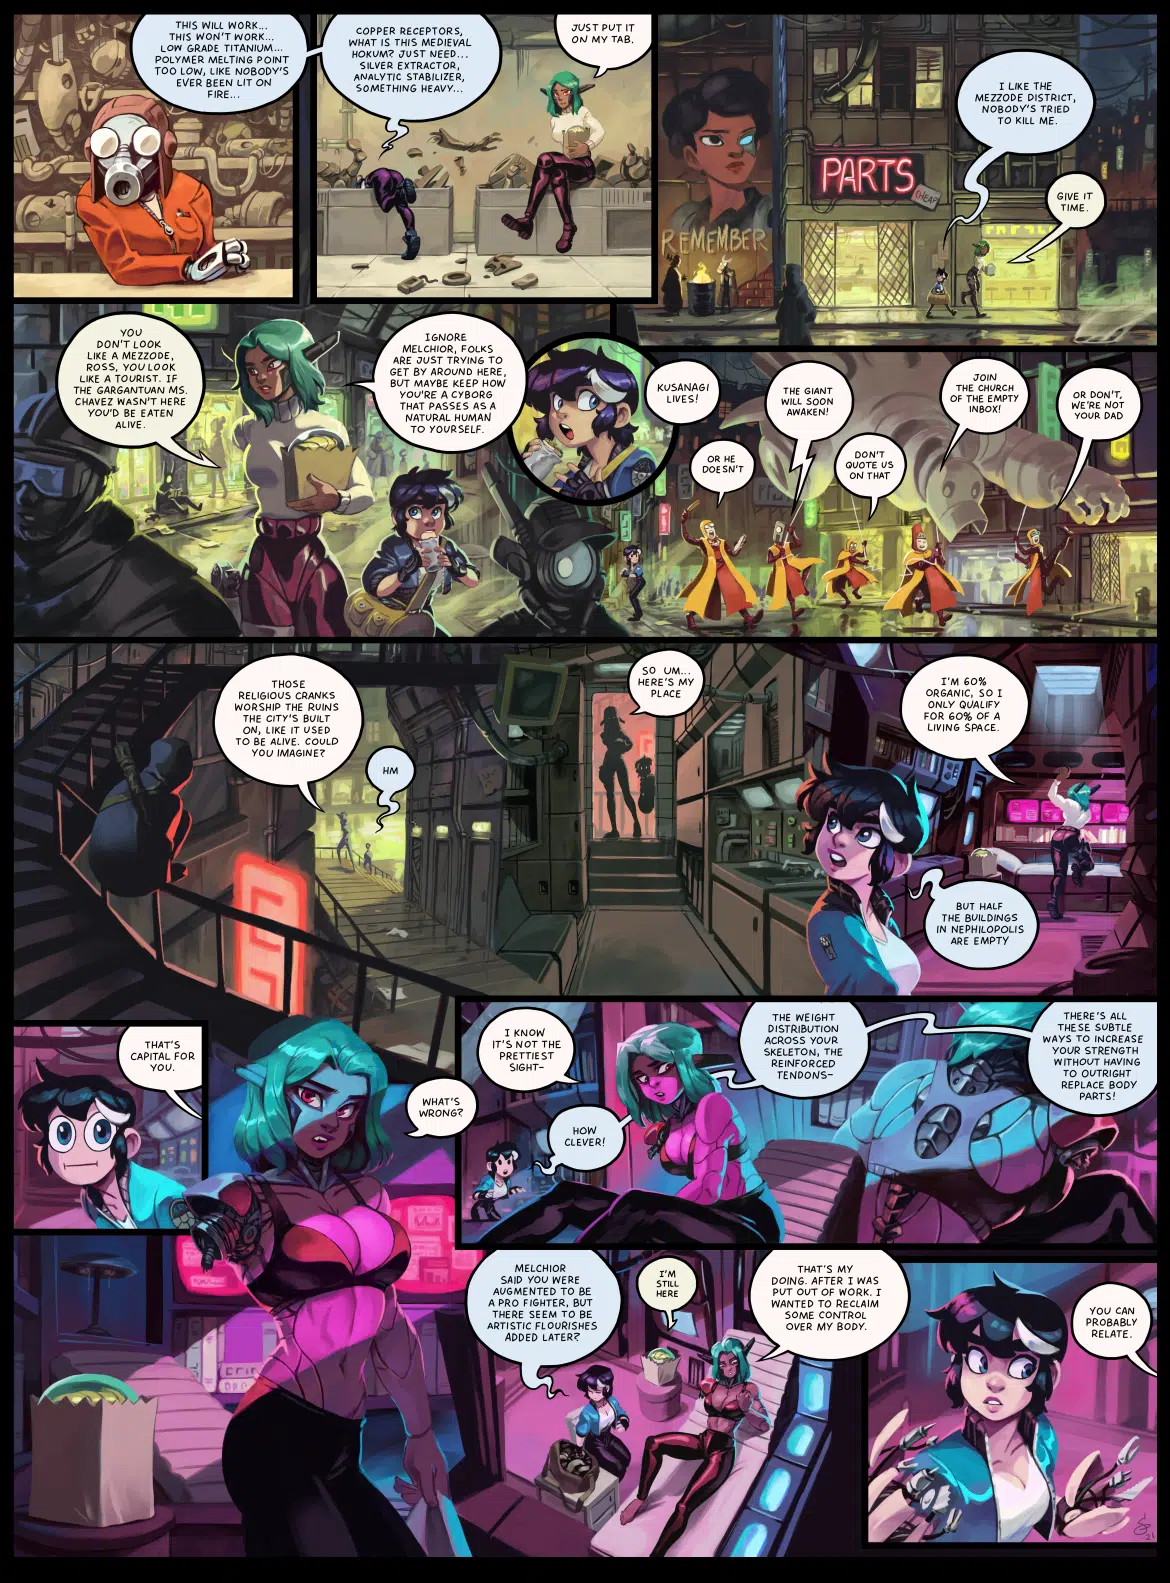 THIS WILL WORK...
THIS WON'T WORK...
LOW GRADE TITANIUM...
POLYMER MELTING POINT
TOO LOW, LIKE NOBODY'S
EVER BEEN LIT ON
FIRE...
COPPER RECEPTORS,
WHAT IS THIS MEDIEVAL
HOKUM? JUST NEED...
SILVER EXTRACTOR,
ANALYTIC STABILIZER,
SOMETHING HEAVY...
JUST PUT IT
ON MY TAB.
REMEMBER
PARTS
CHEAP
I LIKE THE
MEZZODE DISTRICT,
NOBODY'S TRIED
TO KILL ME.
GIVE IT
TIME.
YOU
DON'T LOOK
LIKE A MEZZODE,
ROSS, YOU LOOK
LIKE A TOURIST. IF
THE GARGANTUAN MS.
CHAVEZ WASN'T HERE
YOU'D BE EATEN
ALIVE.
IGNORE
MELCHIOR, FOLKS
ARE JUST TRYING TO
GET BY AROUND HERE,
BUT MAYBE KEEP HOW
YOU'RE A CYBORG
THAT PASSES AS A
NATURAL HUMAN
TO YOURSELF.
KUSANAGI
LIVES!
OR HE
DOESN'T
THE GIANT
WILL SOON
AWAKEN!
DON'T
QUOTE US
ON THAT
JOIN
THE CHURCH
OF THE EMPTY
INBOX!
OR DON'T,
WE'RE NOT
YOUR DAD
THOSE
RELIGIOUS CRANKS
WORSHIP THE RUINS
THE CITY'S BUILT
ON, LIKE IT USED
TO BE ALIVE. COULD
YOU IMAGINE?
HM
SO UM...
HERE'S MY
PLACE
I'M 60%
ORGANIC, SO I
ONLY QUALIFY
FOR 60% OF A
LIVING SPACE.
BUT HALF
THE BUILDINGS
IN NEPHILOPOLIS
ARE EMPTY
THAT'S
CAPITAL FOR
YOU.
WHAT'S
WRONG?
I KNOW
IT'S NOT THE
PRETTIEST
SIGHT-
HOW
CLEVER!
THE WEIGHT
DISTRIBUTION
ACROSS YOUR
SKELETON, THE
REINFORCED
TENDONS-
THERE'S ALL
THESE SUBTLE
WAYS TO INCREASE
YOUR STRENGTH
WITHOUT HAVING
TO OUTRIGHT
REPLACE BODY
PARTS!
MELCHIOR
SAID YOU WERE
AUGMENTED TO BE
A PRO FIGHTER, BUT
THERE SEEM TO BE
ARTISTIC FLOURISHES
ADDED LATER?
I'M
STILL
HERE
THAT'S MY
DOING. AFTER I WAS
PUT OUT OF WORK. I
WANTED TO RECLAIM
SOME CONTROL
OVER MY BODY.
YOU CAN
PROBABLY
RELATE.